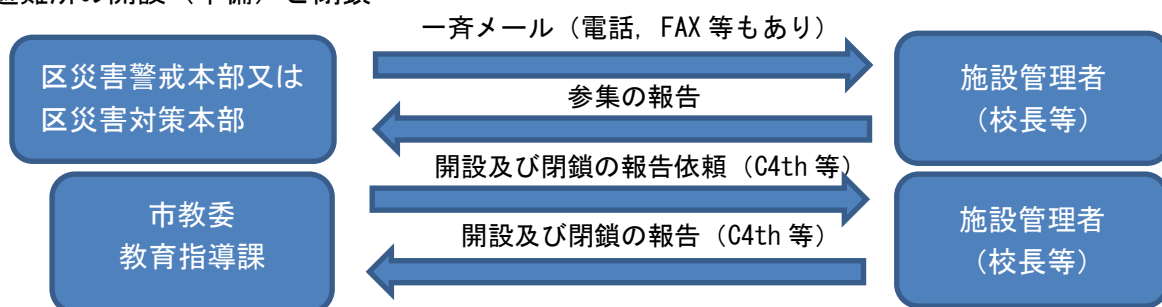 避難所の開設（準備）と閉鎖
一斉メール（電話，FAX 等もあり）
区災害警戒本部又は
区災害対策本部
施設管理者
（校長等）
参集の報告
開設及び閉鎖の報告依頼（C4th 等）
市教委
教育指導課
施設管理者
（校長等）
開設及び閉鎖の報告（C4th 等）